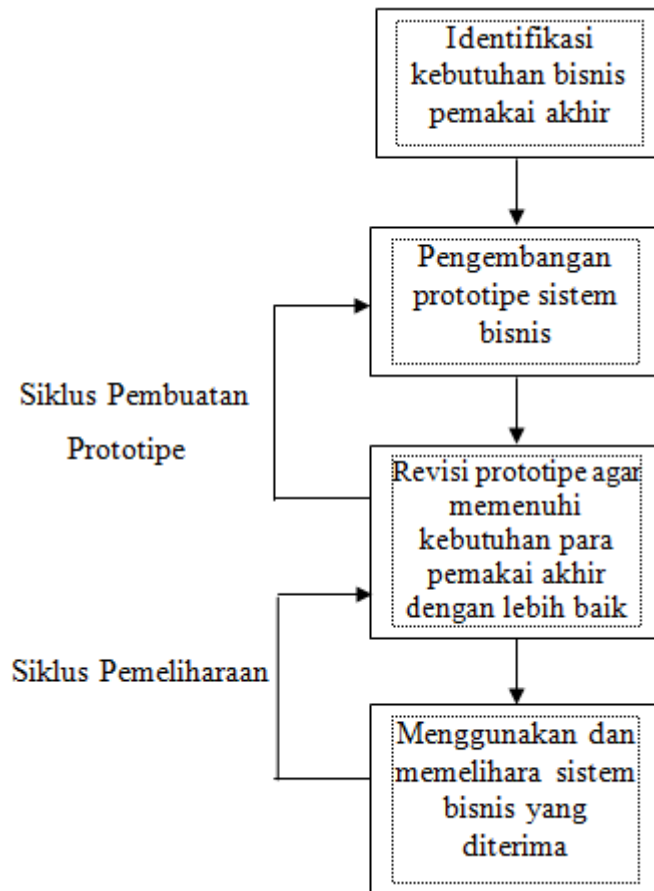 Identifikasi
kebutuhan bisnis
pemakai akhir
Pengembangan
prototipe sistem
bisnis
Siklus Pembuatan
Prototipe
Revisi prototipe agar
memenuhi
kebutuhan para
pemakai akhir
dengan lebih baik
Siklus Pemeliharaan
Menggunakan dan
memelihara sistem
bisnis yang
diterima